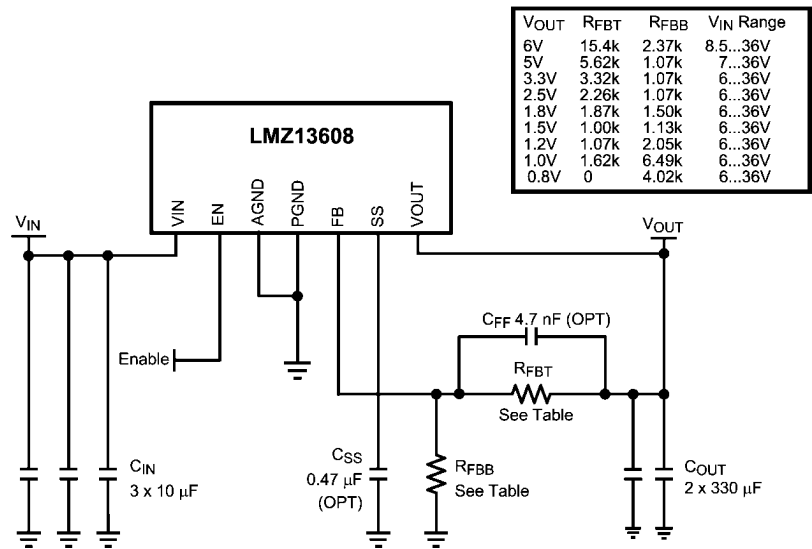 VOUT RFBT RFBB VIN Range
6V 15.4k 2.37k 8.5...36V
5V 5.62k 1.07k 7...36V
3.3V 3.32k 1.07k 6...36V
2.5V 2.26k 1.07k 6...36V
1.8V 1.87k 1.50k 6...36V
1.5V 1.00k 1.13k 6...36V
1.2V 1.07k 2.05k 6...36V
1.0V 1.62k 6.49k 6...36V
0.8V 0 4.02k 6...36V
LMZ13608
VIN
EN
AGND
PGND
FB
SS
VOUT
VIN
VOUT
Enable
CFF 4.7 nF (OPT)
RFBT
See Table
CIN
3 x 10 µF
CSS
0.47 µF
(OPT)
RFBB
See Table
COUT
2 x 330 µF